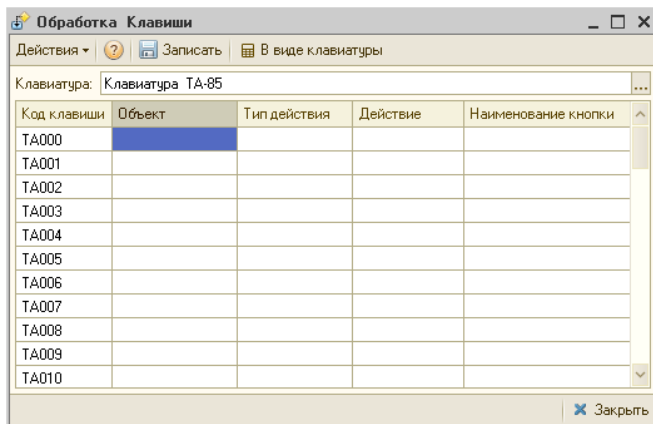 Обработка Клавиши
Действия ? Записать В виде клавиатуры
Клавиатура: Клавиатура ТА-85 ...
Код клавиши Объект Тип действия Действие Наименование кнопки
TA000
TA001
TA002
TA003
TA004
TA005
TA006
TA007
TA008
TA009
TA010
Закрыть